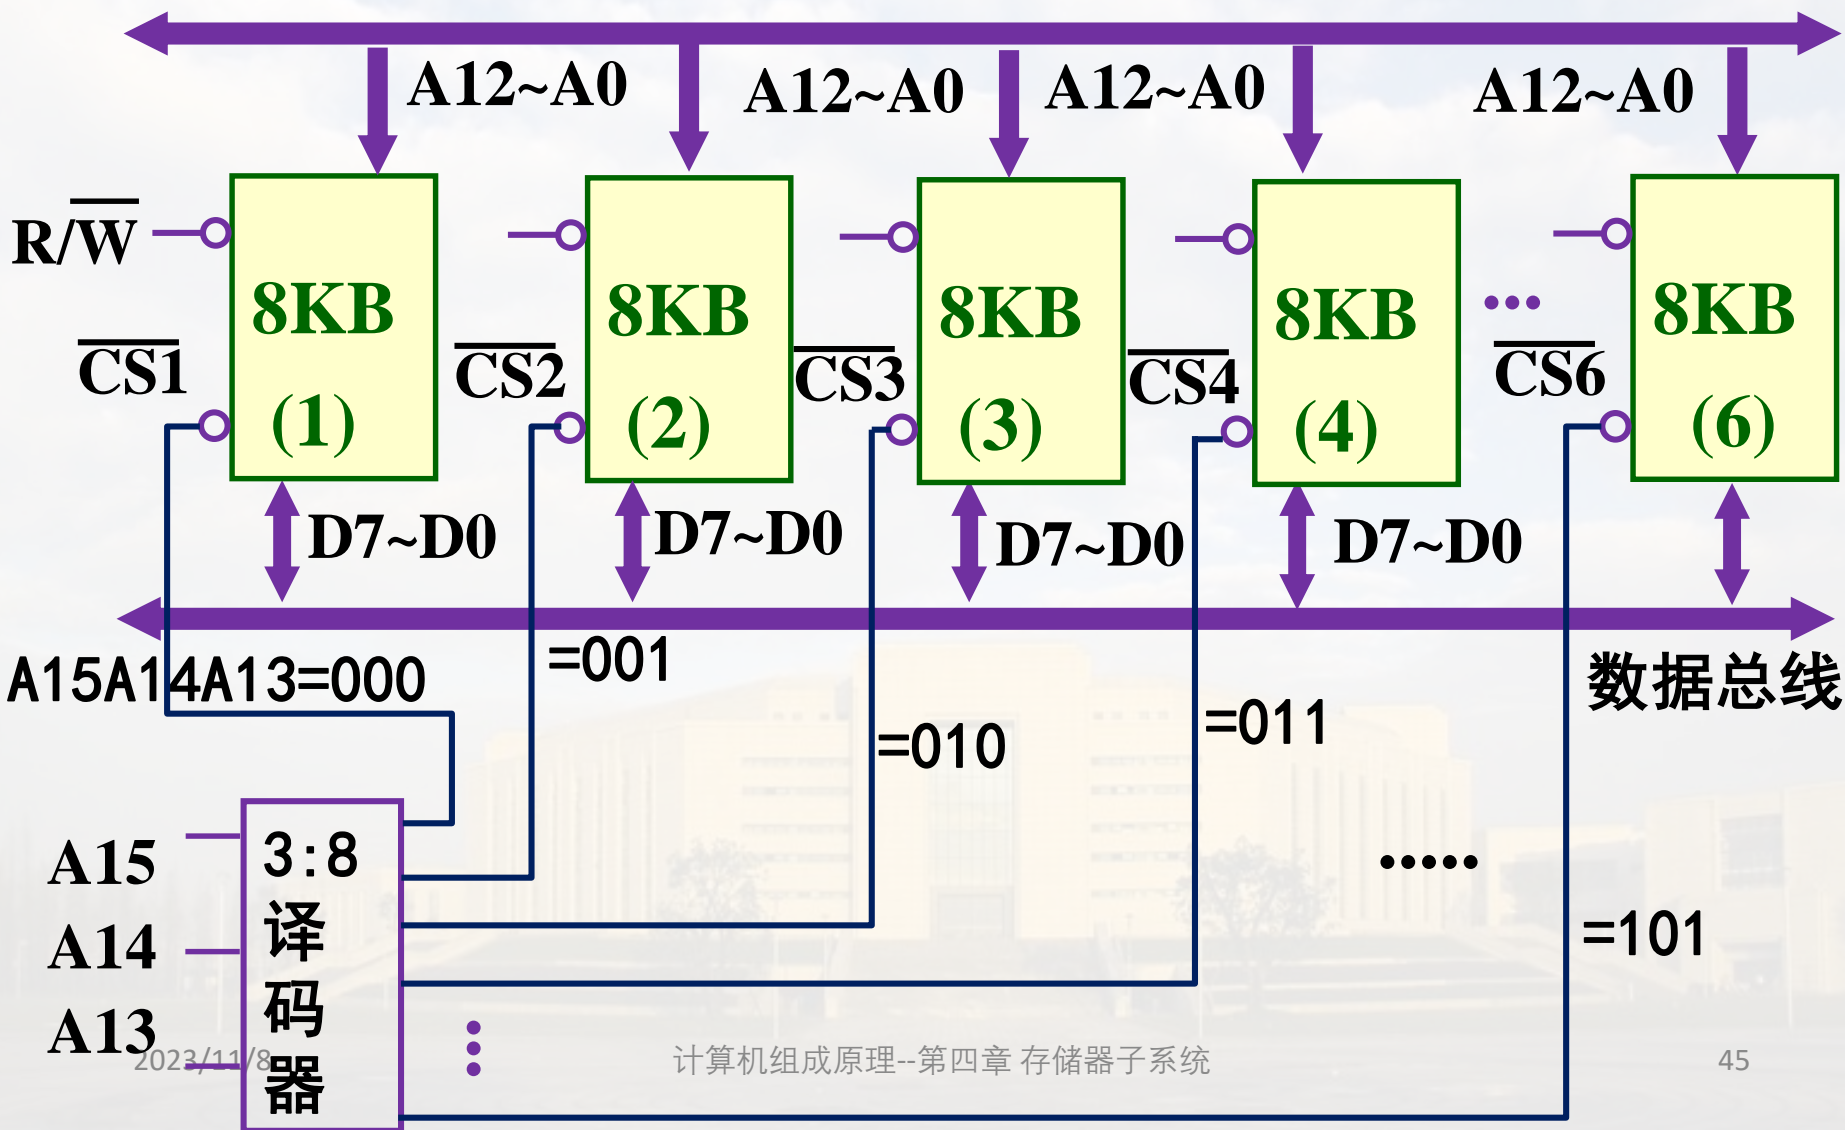 A12~A0 A12~A0 A12~A0 A12~A0
R/W
8KB 8KB 8KB 8KB ••• 8KB
CS1 CS2 CS3 CS4 CS6
(1) (2) (3) (4) (6)
D7~D0 D7~D0 D7~D0 D7~D0
A15A14A13=000 =001 数据总线
=010 =011
3:8
译
码
器
A15
A14
A13
•••••
=101
2023/11/8 计算机组成原理--第四章 存储器子系统 45